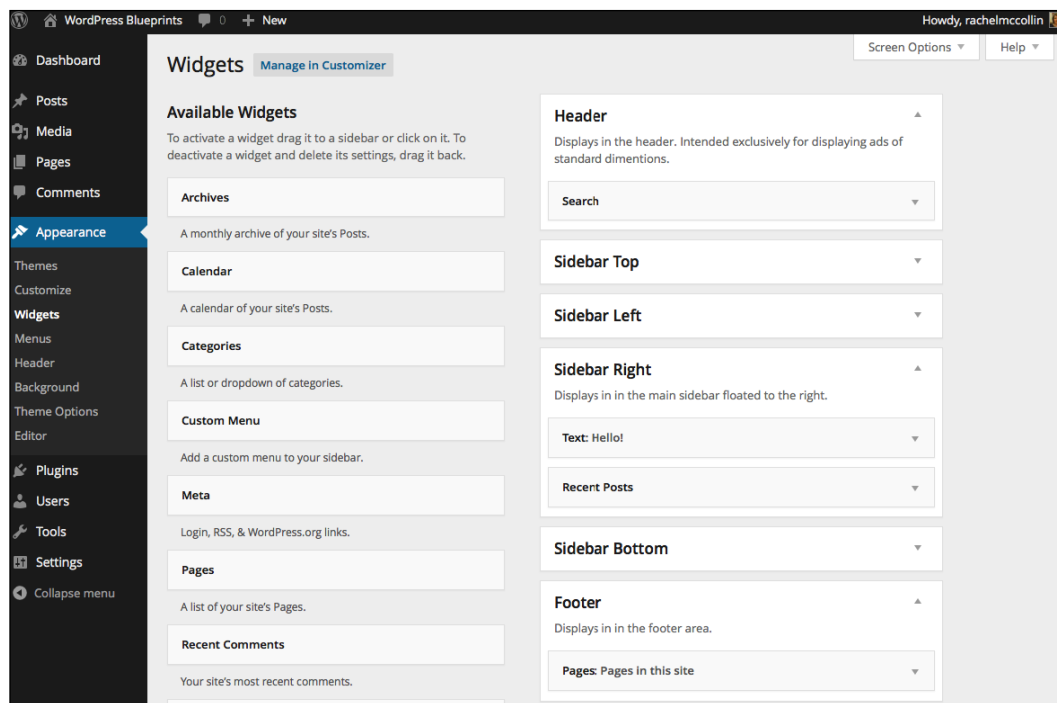 WordPress Blueprints 0 + New Howdy, rachelmccollin
Screen Options Help
Dashboard
Posts
Media
Pages
Comments
Appearance
Themes
Customize
Widgets
Menus
Header
Background
Theme Options
Editor
Plugins
Users
Tools
Settings
Collapse menu
Widgets Manage in Customizer
Available Widgets
To activate a widget drag it to a sidebar or click on it. To
deactivate a widget and delete its settings, drag it back.
Archives
A monthly archive of your site's Posts.
Calendar
A calendar of your site's Posts.
Categories
A list or dropdown of categories.
Custom Menu
Add a custom menu to your sidebar.
Meta
Login, RSS, & WordPress.org links.
Pages
A list of your site's Pages.
Recent Comments
Your site's most recent comments.
Header
Displays in the header. Intended exclusively for displaying ads of
standard dimentions.
Search
Sidebar Top
Sidebar Left
Sidebar Right
Displays in in the main sidebar floated to the right.
Text: Hello!
Recent Posts
Sidebar Bottom
Footer
Displays in in the footer area.
Pages: Pages in this site